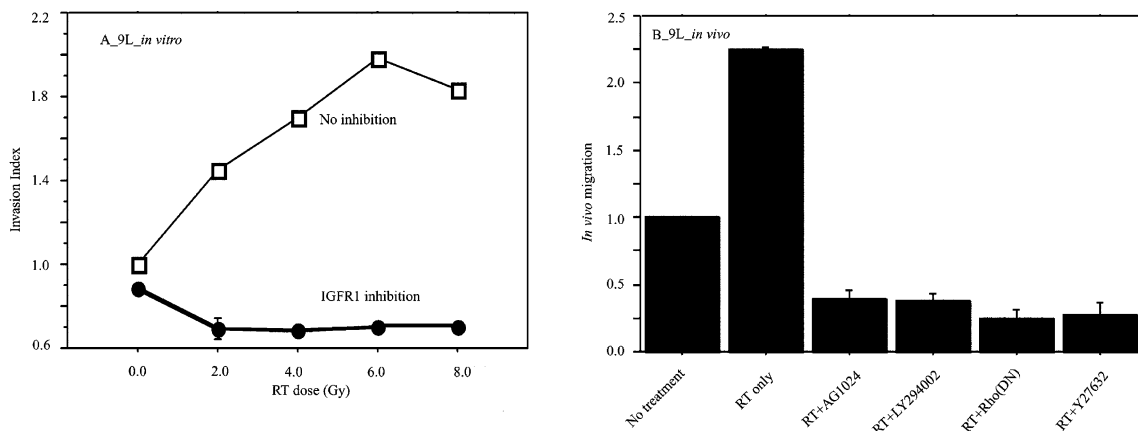 A_9L_in vitro
Invasion Index
2.2
1.8
1.4
1.0
0.6
No inhibition
IGFR1 inhibition
0.0 2.0 4.0 6.0 8.0
RT dose (Gy)
B_9L_in vivo
In vivo migration
2.5
2.0
1.5
1.0
0.5
0.0
No treatment
RT only
RT+AG1024
RT+LY294002
RT+Rho(DN)
RT+Y27632